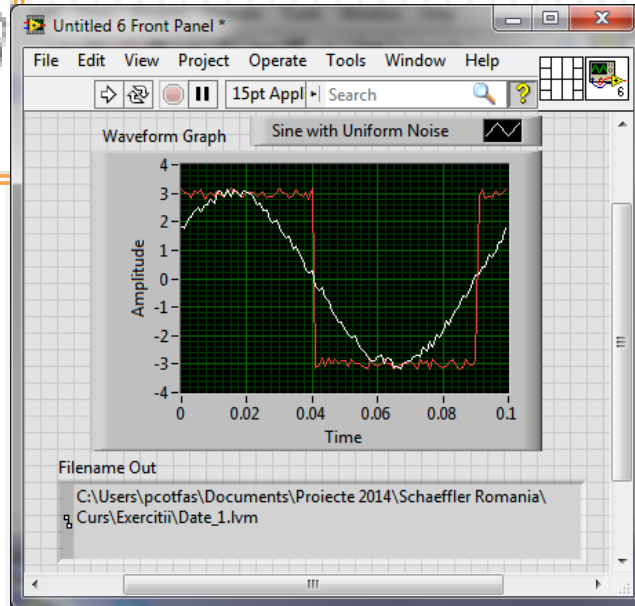 Untitled 6 Front Panel *
File Edit View Project Operate Tools Window Help
15pt Appl Search
6
Waveform Graph Sine with Uniform Noise
4
3
2
1
0
-1
-2
-3
-4
Amplitude
0 0.02 0.04 0.06 0.08 0.1
Time
Filename Out
C:\Users\pcotfas\Documents\Proiecte 2014\Schaeffler Romania\
Curs\Exercitii\Date_1.lvm